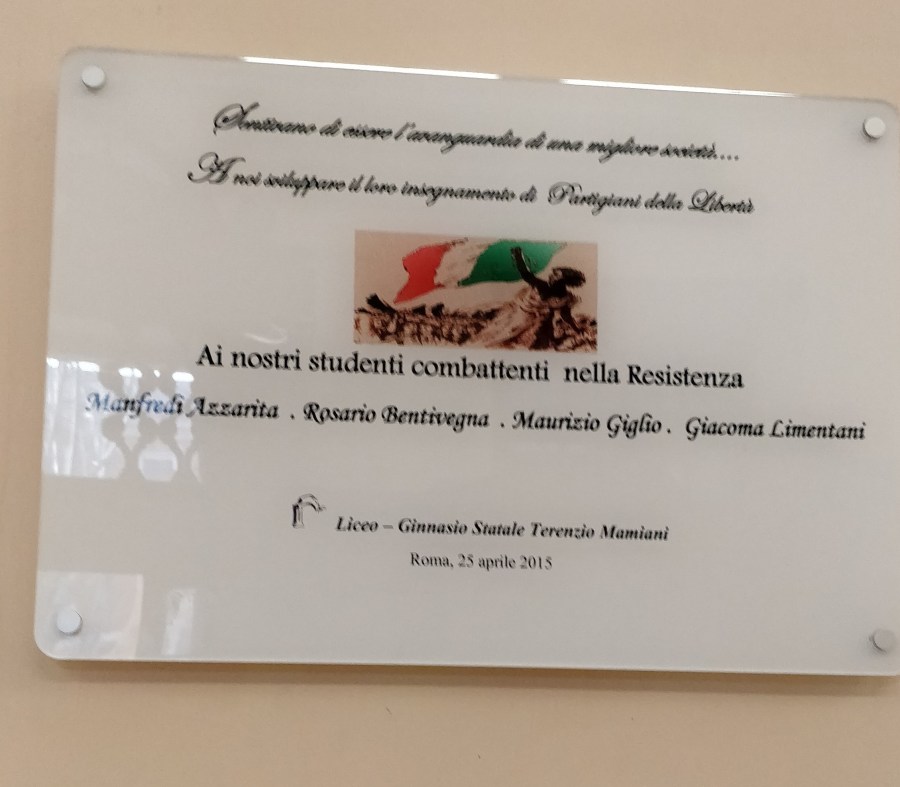 Sentivano di essere l'avanguardia di una migliore società....
A noi sviluppare il loro insegnamento di Partigiani della Libertà
Ai nostri studenti combattenti nella Resistenza
Manfredi Azzarita . Rosario Bentivegna . Maurizio Giglio . Giacoma Limentani
Liceo – Ginnasio Statale Terenzio Mamiani
Roma, 25 aprile 2015